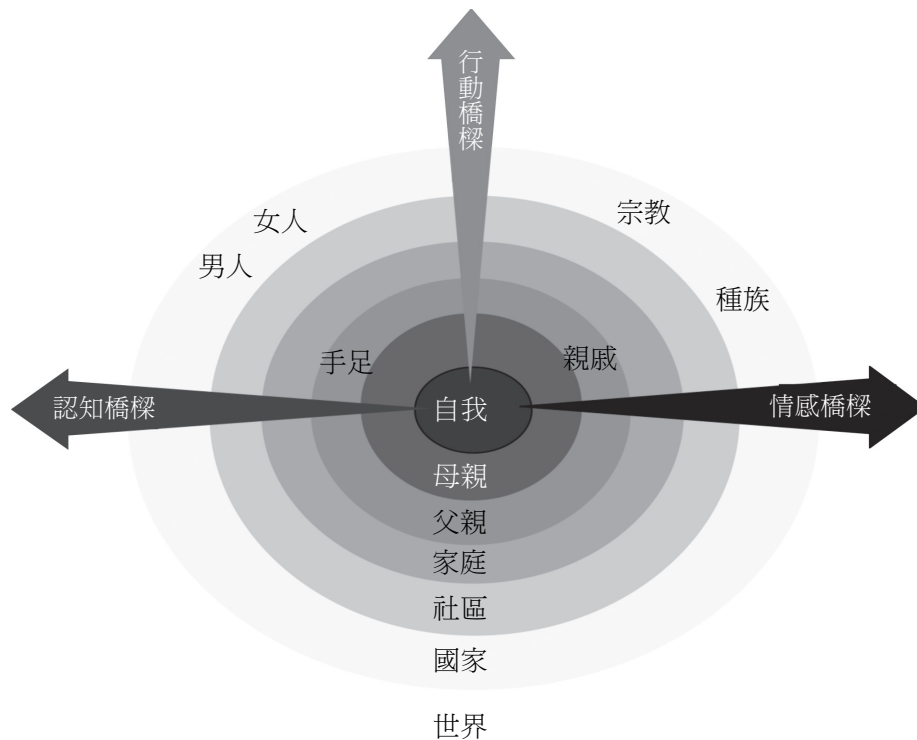 行動橋樑
宗教
女人
男人
種族
手足
親戚
認知橋樑
自我
情感橋樑
母親
父親
家庭
社區
國家
世界